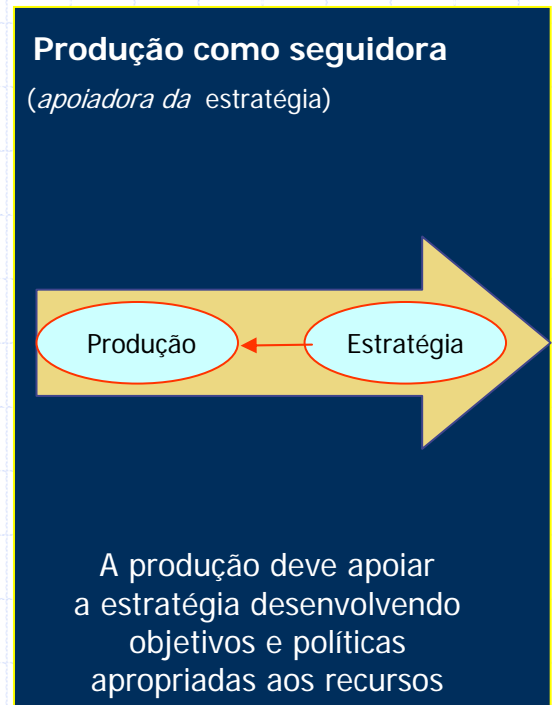 Produção como seguidora
(apoiadora da estratégia)
Produção
Estratégia
A produção deve apoiar
a estratégia desenvolvendo
objetivos e políticas
apropriadas aos recursos